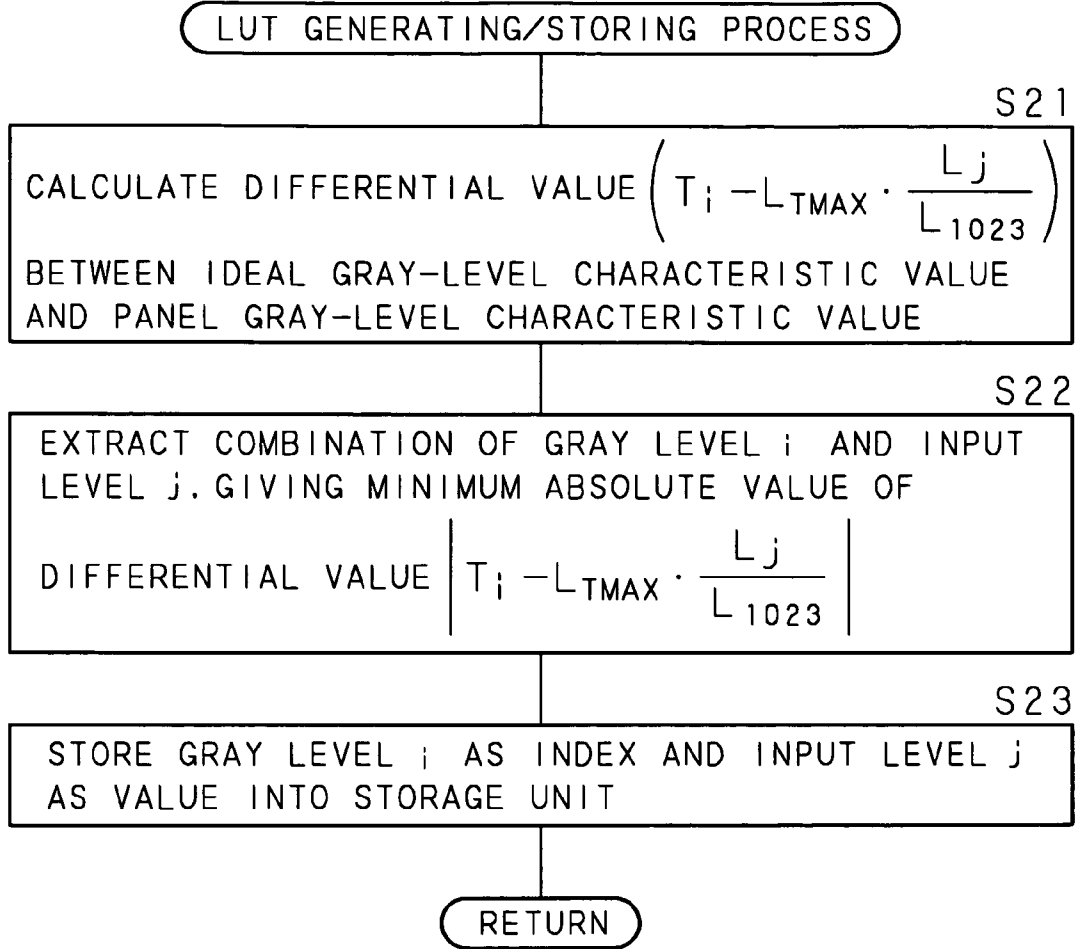 LUT GENERATING/STORING PROCESS
S21
CALCULATE DIFFERENTIAL VALUE (Ti − LTMAX · Lj / L1023)
BETWEEN IDEAL GRAY-LEVEL CHARACTERISTIC VALUE
AND PANEL GRAY-LEVEL CHARACTERISTIC VALUE
S22
EXTRACT COMBINATION OF GRAY LEVEL i AND INPUT
LEVEL j. GIVING MINIMUM ABSOLUTE VALUE OF
DIFFERENTIAL VALUE |Ti − LTMAX · Lj / L1023|
S23
STORE GRAY LEVEL i AS INDEX AND INPUT LEVEL j
AS VALUE INTO STORAGE UNIT
RETURN